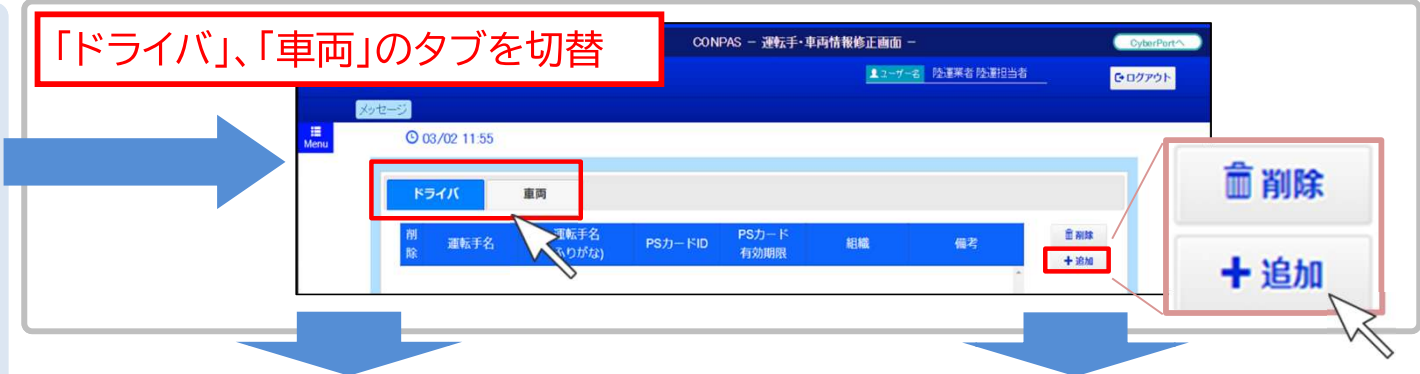 「ドライバ」、「車両」のタブを切替
CONPAS － 運転手・車両情報修正画面 －
CyberPortへ
ユーザー名 陸運業者 陸運担当者
ログアウト
メッセージ
Menu
03/02 11:55
ドライバ 車両
削除
運転手名
運転手名
ふりがな)
PSカードID
PSカード
有効期限
組織
備考
削除
+ 追加
削除
+ 追加